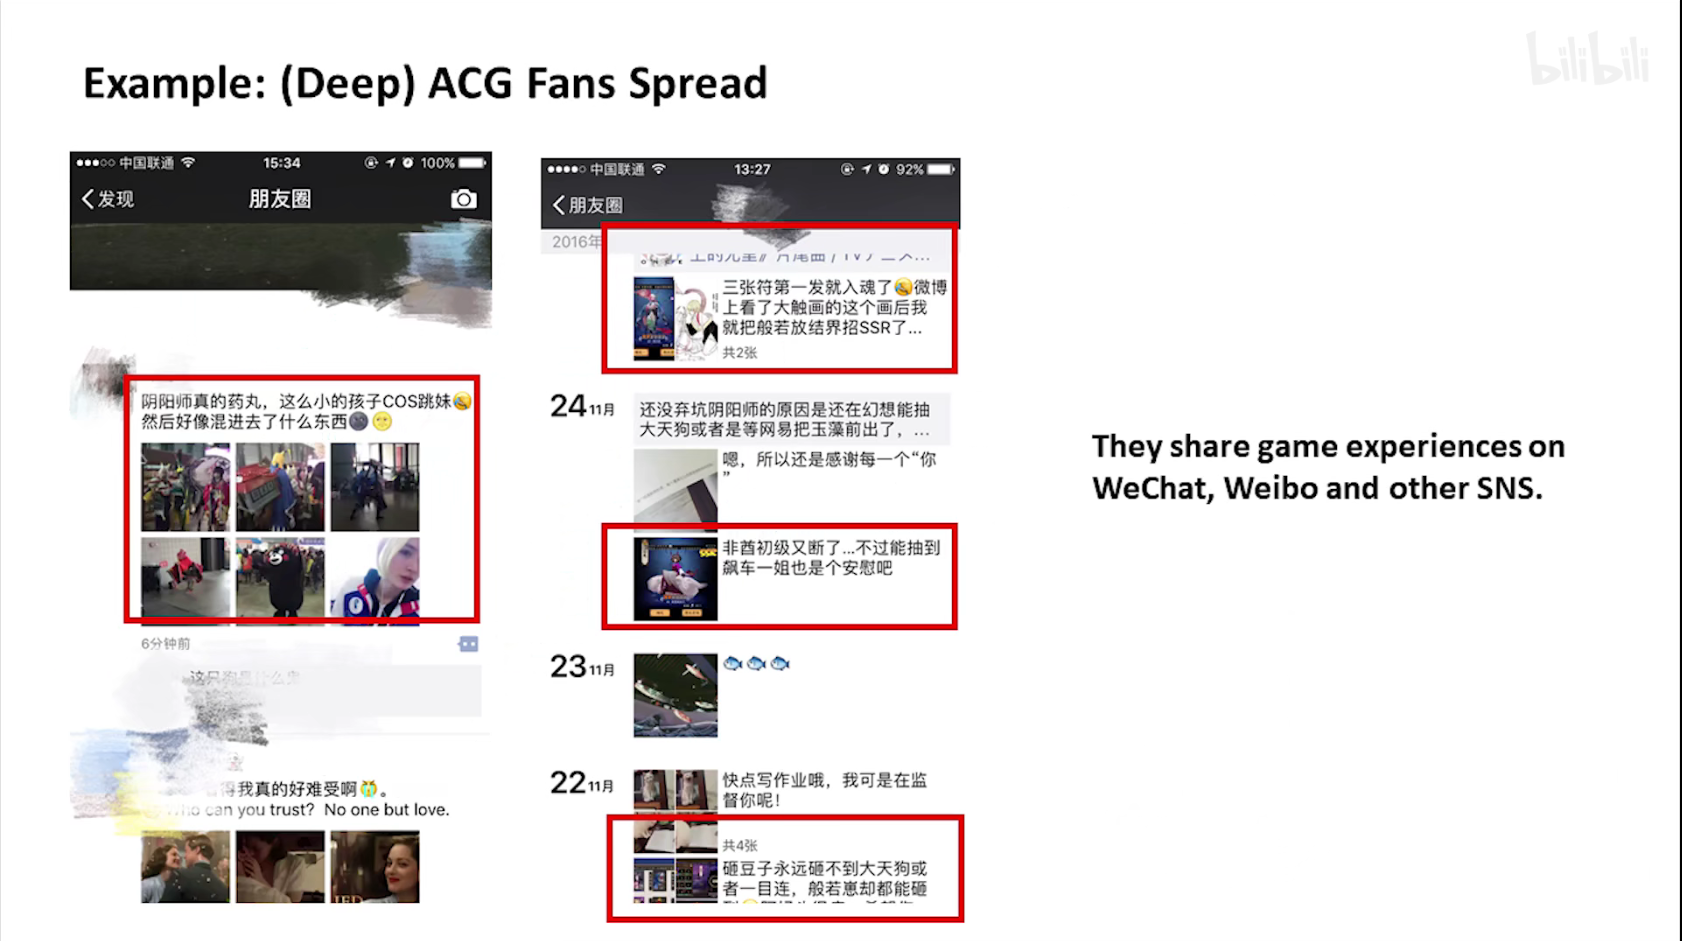 bilibili
Example: (Deep) ACG Fans Spread
中国联通 15:34 100%
发现 朋友圈
阴阳师真的药丸，这么小的孩子COS跳妹😂
然后好像混进去了什么东西🌚🌝
6分钟前
得我真的好难受啊😭。
Who can you trust? No one but love.
中国联通 13:27 92%
朋友圈
2016年
三张符第一发就入魂了😂微博
上看了大触画的这个画后我
就把般若放结界招SSR了...
共2张
24 11月
还没弃坑阴阳师的原因是还在幻想能抽
大天狗或者是等网易把玉藻前出了，...
嗯，所以还是感谢每一个“你
”
非酋初级又断了...不过能抽到
飙车一姐也是个安慰吧
23 11月
🐟🐟🐟
22 11月
快点写作业哦，我可是在监
督你呢！
共4张
砸豆子永远砸不到大天狗或
者一目连，般若崽却都能砸
They share game experiences on
WeChat, Weibo and other SNS.